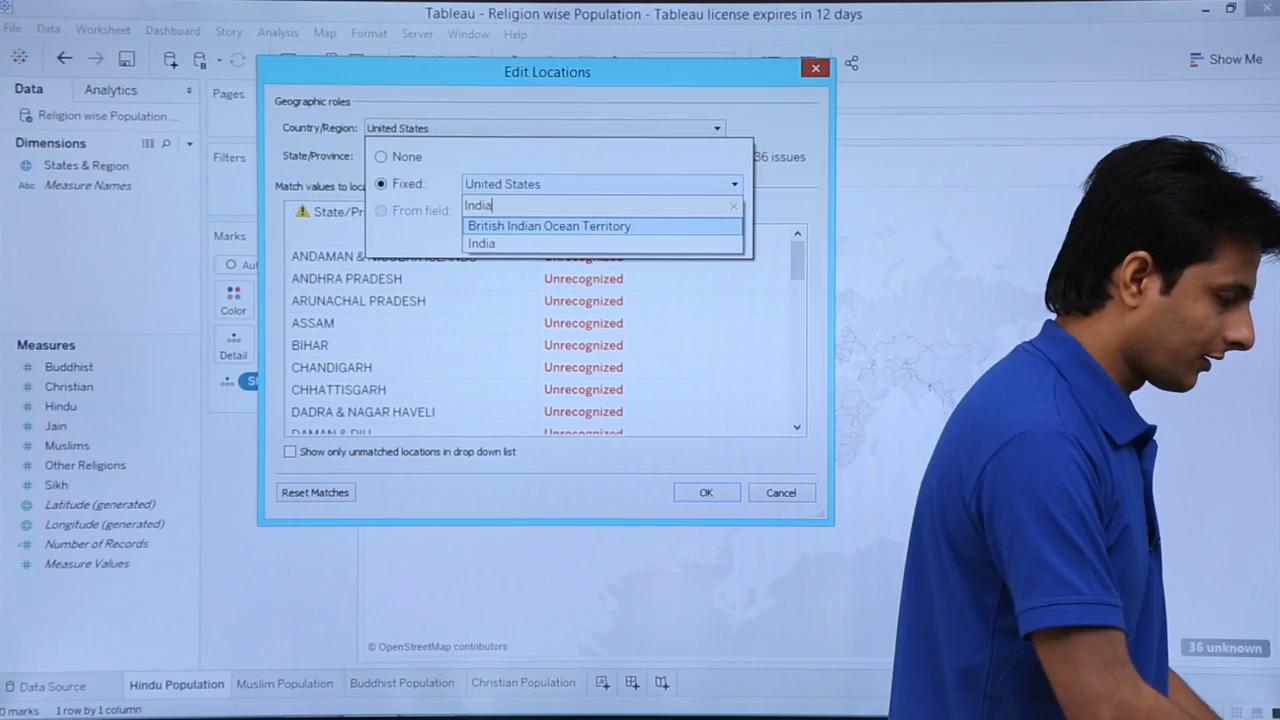 Tableau - Religion wise Population - Tableau license expires in 12 days
File Data Worksheet Dashboard Story Analysis Map Format Server Window Help
Show Me
Data Analytics
Pages
Religion wise Population ...
Dimensions
States & Region
Abc Measure Names
Filters
Marks
Color
Detail
Measures
Buddhist
Christian
Hindu
Jain
Muslims
Other Religions
Sikh
Latitude (generated)
Longitude (generated)
Number of Records
Measure Values
Edit Locations
Geographic roles
Country/Region: United States
State/Province:
36 issues
None
Fixed: United States
India
From field:
British Indian Ocean Territory
India
Match values to
State/Pr
ANDAMAN &
ANDHRA PRADESH Unrecognized
ARUNACHAL PRADESH Unrecognized
ASSAM Unrecognized
BIHAR Unrecognized
CHANDIGARH Unrecognized
CHHATTISGARH Unrecognized
DADRA & NAGAR HAVELI Unrecognized
DAMAN & DIU Unrecognized
Show only unmatched locations in drop down list
Reset Matches OK Cancel
© OpenStreetMap contributors
36 unknown
Data Source Hindu Population Muslim Population Buddhist Population Christian Population
0 marks 1 row by 1 column